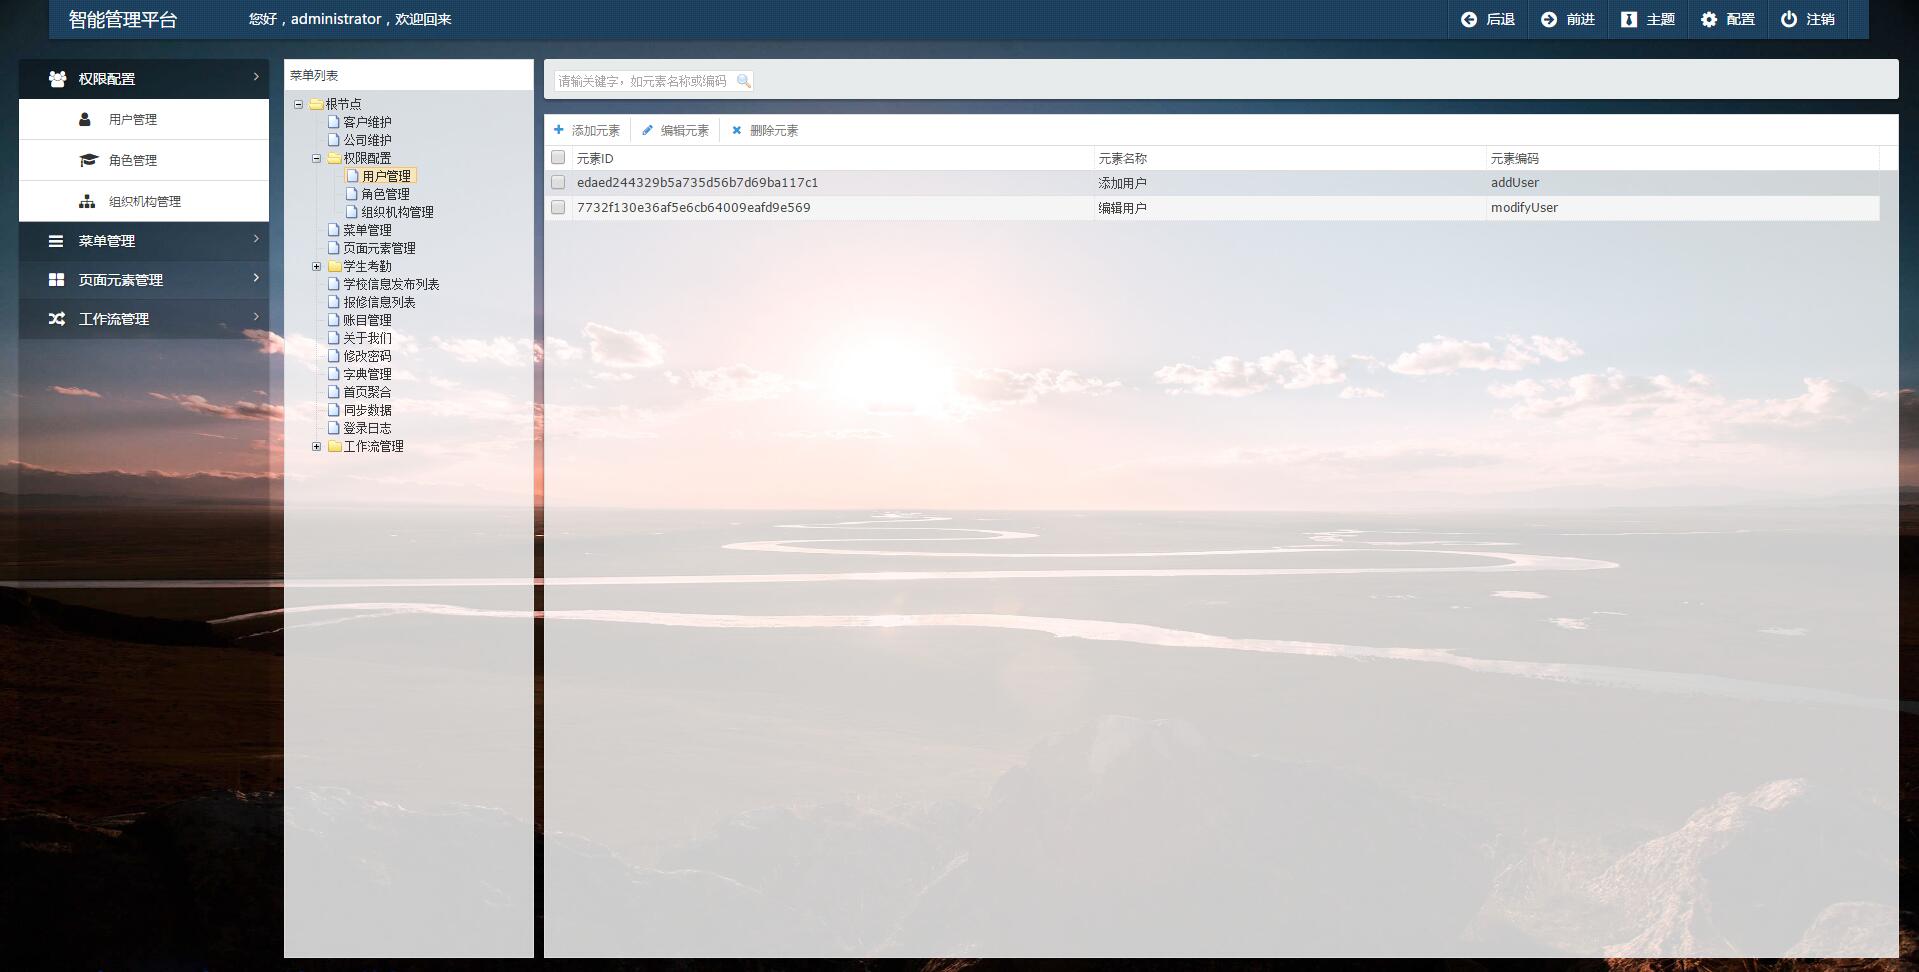 智能管理平台
您好，administrator，欢迎回来
后退
前进
主题
配置
注销
权限配置
用户管理
角色管理
组织机构管理
菜单管理
页面元素管理
工作流管理
菜单列表
根节点
客户维护
公司维护
权限配置
用户管理
角色管理
组织机构管理
菜单管理
页面元素管理
学生考勤
学校信息发布列表
报修信息列表
账目管理
关于我们
修改密码
字典管理
首页聚合
同步数据
登录日志
工作流管理
请输关键字，如元素名称或编码
添加元素 编辑元素 删除元素
元素ID 元素名称 元素编码
edaed244329b5a735d56b7d69ba117c1 添加用户 addUser
7732f130e36af5e6cb64009eafd9e569 编辑用户 modifyUser